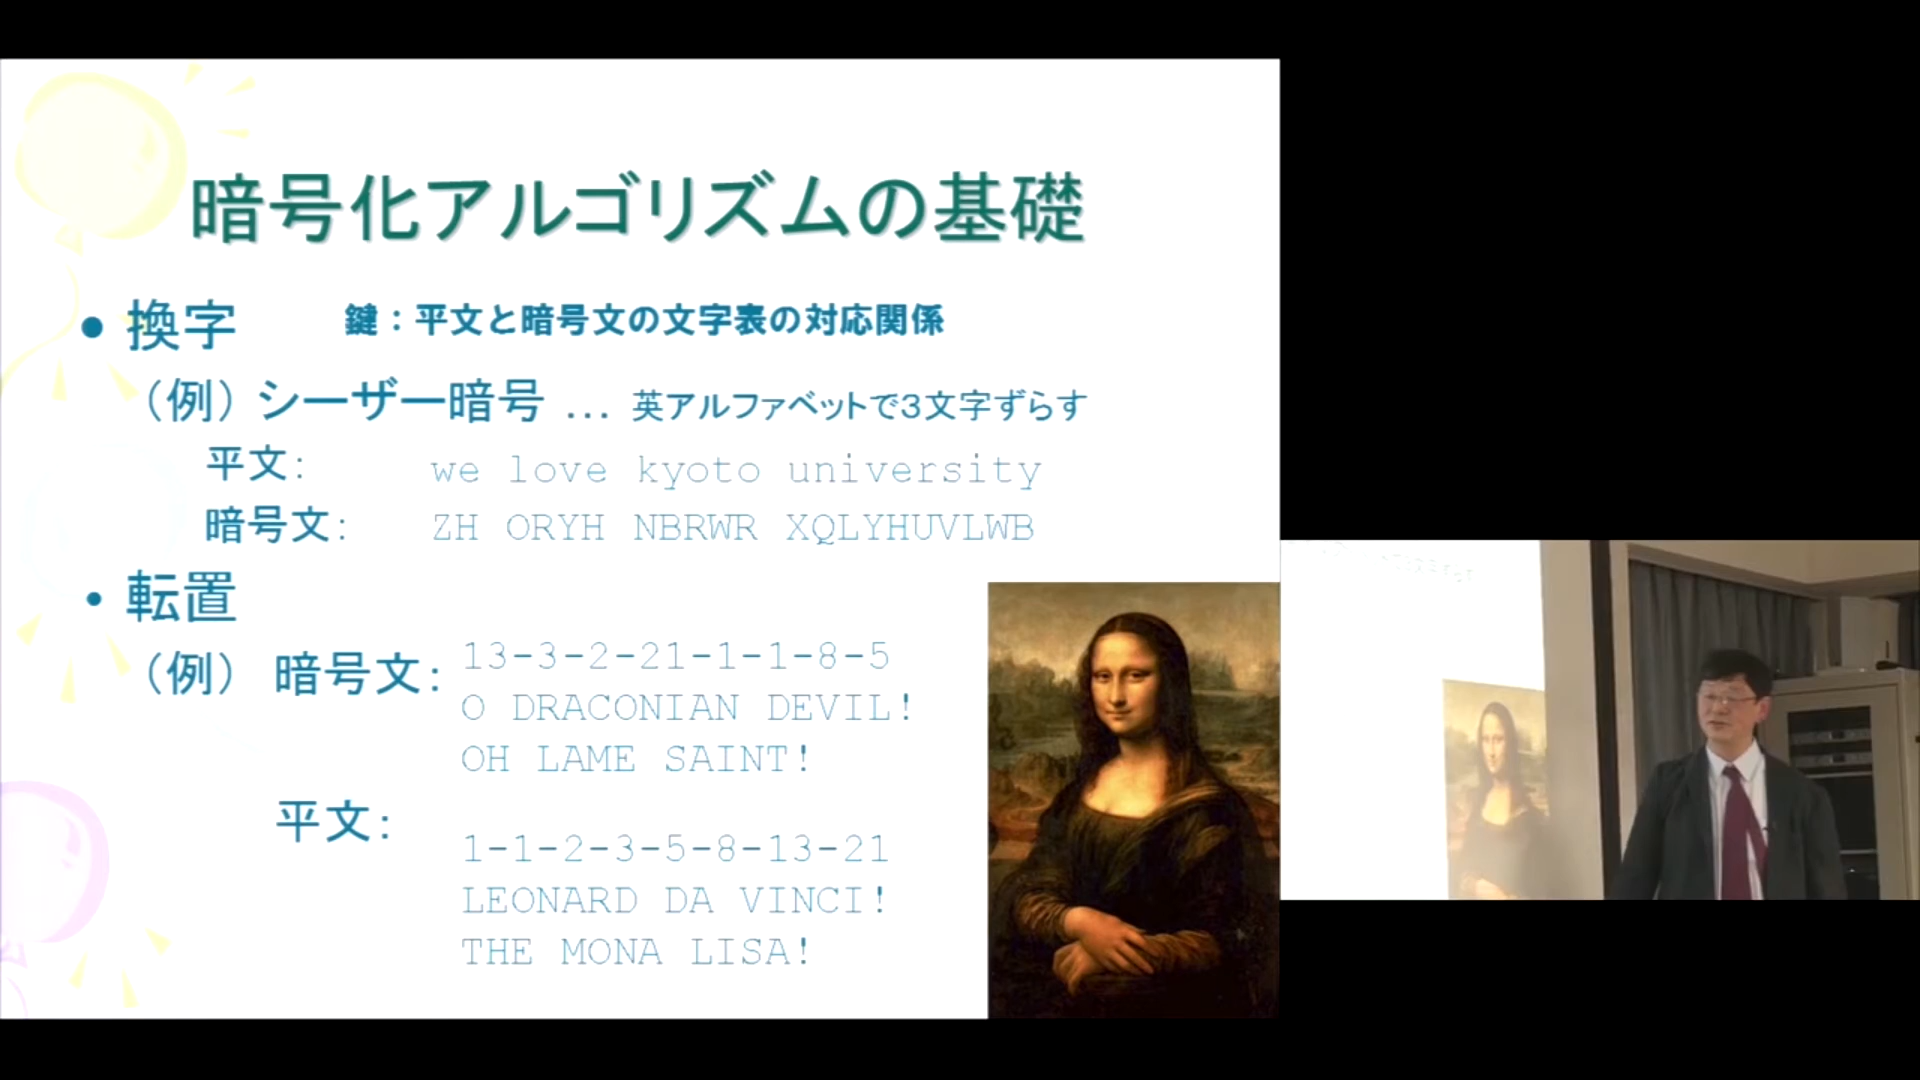 暗号化アルゴリズムの基礎
• 換字 鍵：平文と暗号文の文字表の対応関係
（例）シーザー暗号 … 英アルファベットで3文字ずらす
平文: we love kyoto university
暗号文: ZH ORYH NBRWR XQLYHUVLWB
• 転置
（例） 暗号文: 13-3-2-21-1-1-8-5
O DRACONIAN DEVIL!
OH LAME SAINT!
平文:
1-1-2-3-5-8-13-21
LEONARD DA VINCI!
THE MONA LISA!